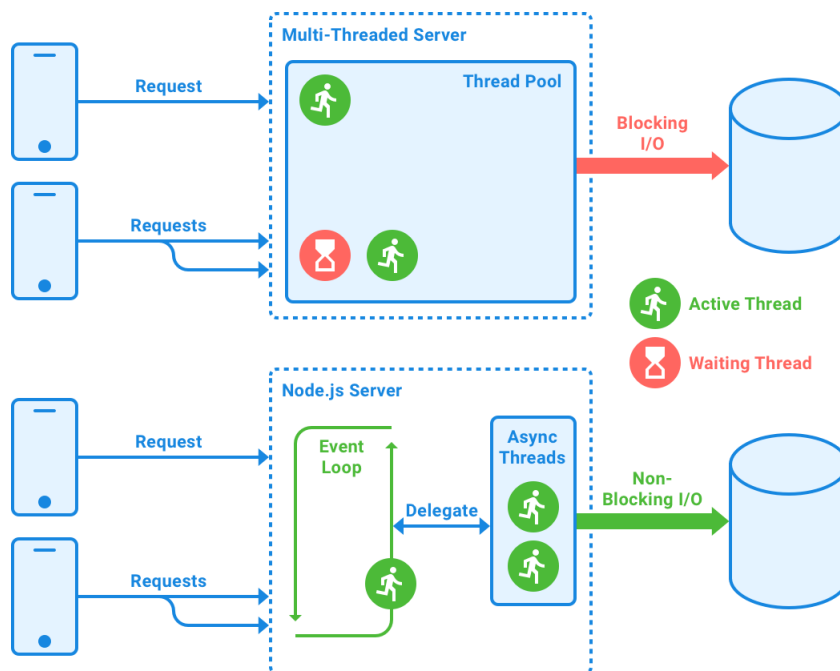 Multi-Threaded Server
Thread Pool
Request
Blocking
I/O
Requests
Active Thread
Waiting Thread
Node.js Server
Request
Event
Loop
Async
Threads
Non-
Blocking I/O
Delegate
Requests